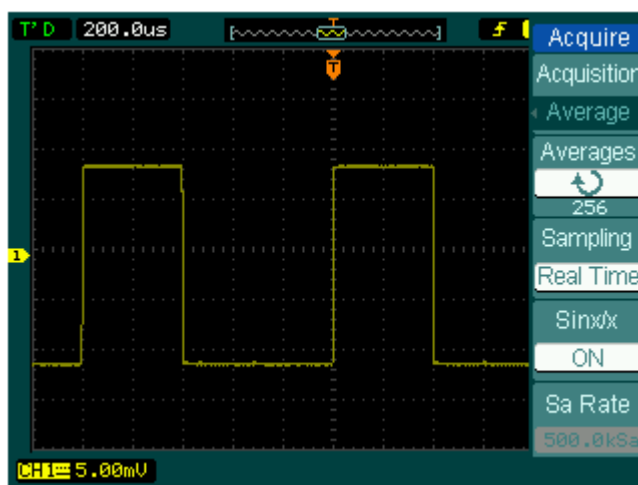 T'D 200.0us T
Acquire
T
Acquisition
Average
Averages
256
Sampling
Real Time
1
Sinx/x
ON
Sa Rate
500.0kSa
CH1 5.00mV